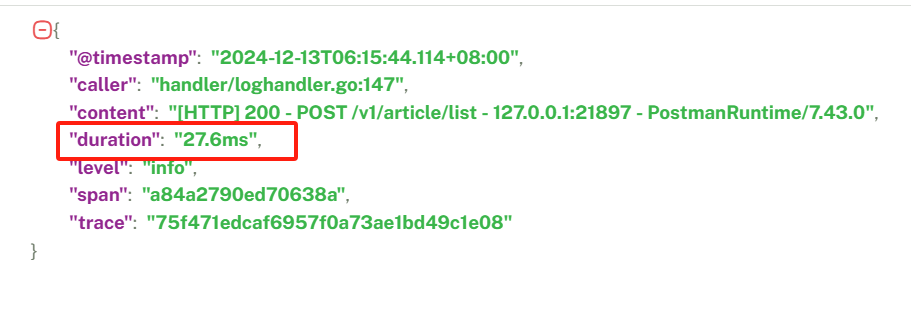 {
"@timestamp": "2024-12-13T06:15:44.114+08:00",
"caller": "handler/loghandler.go:147",
"content": "[HTTP] 200 - POST /v1/article/list - 127.0.0.1:21897 - PostmanRuntime/7.43.0",
"duration": "27.6ms",
"level": "info",
"span": "a84a2790ed70638a",
"trace": "75f471edcaf6957f0a73ae1bd49c1e08"
}